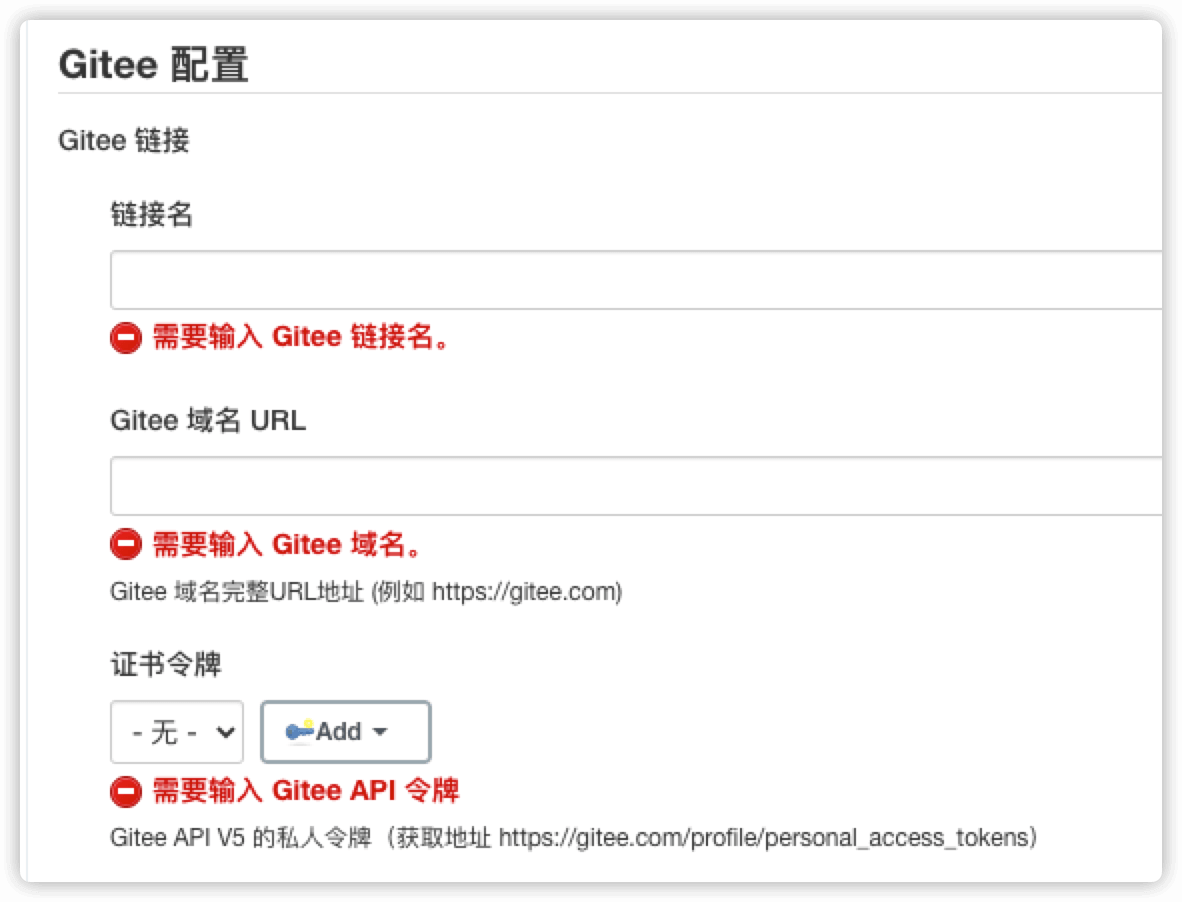 Gitee 配置
Gitee 链接
链接名
需要输入 Gitee 链接名。
Gitee 域名 URL
需要输入 Gitee 域名。
Gitee 域名完整URL地址 (例如 https://gitee.com)
证书令牌
- 无 - Add
需要输入 Gitee API 令牌
Gitee API V5 的私人令牌（获取地址 https://gitee.com/profile/personal_access_tokens）